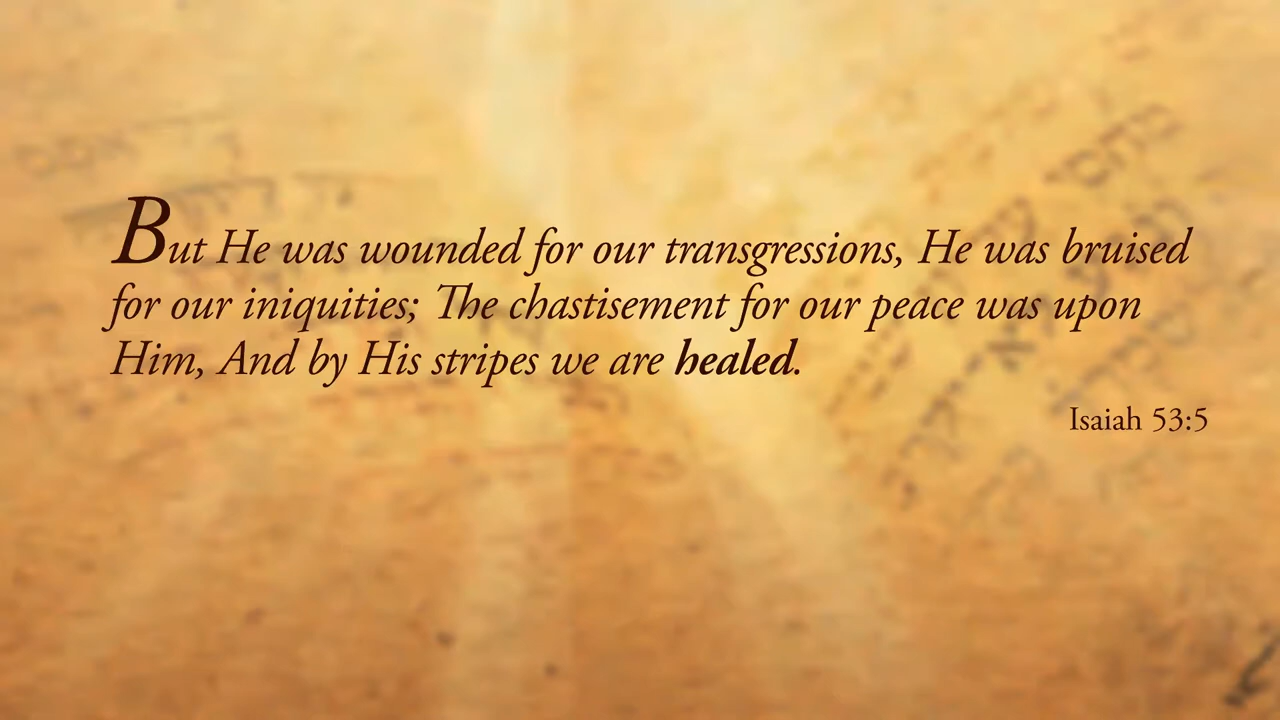 But He was wounded for our transgressions, He was bruised
for our iniquities; The chastisement for our peace was upon
Him, And by His stripes we are healed.
Isaiah 53:5